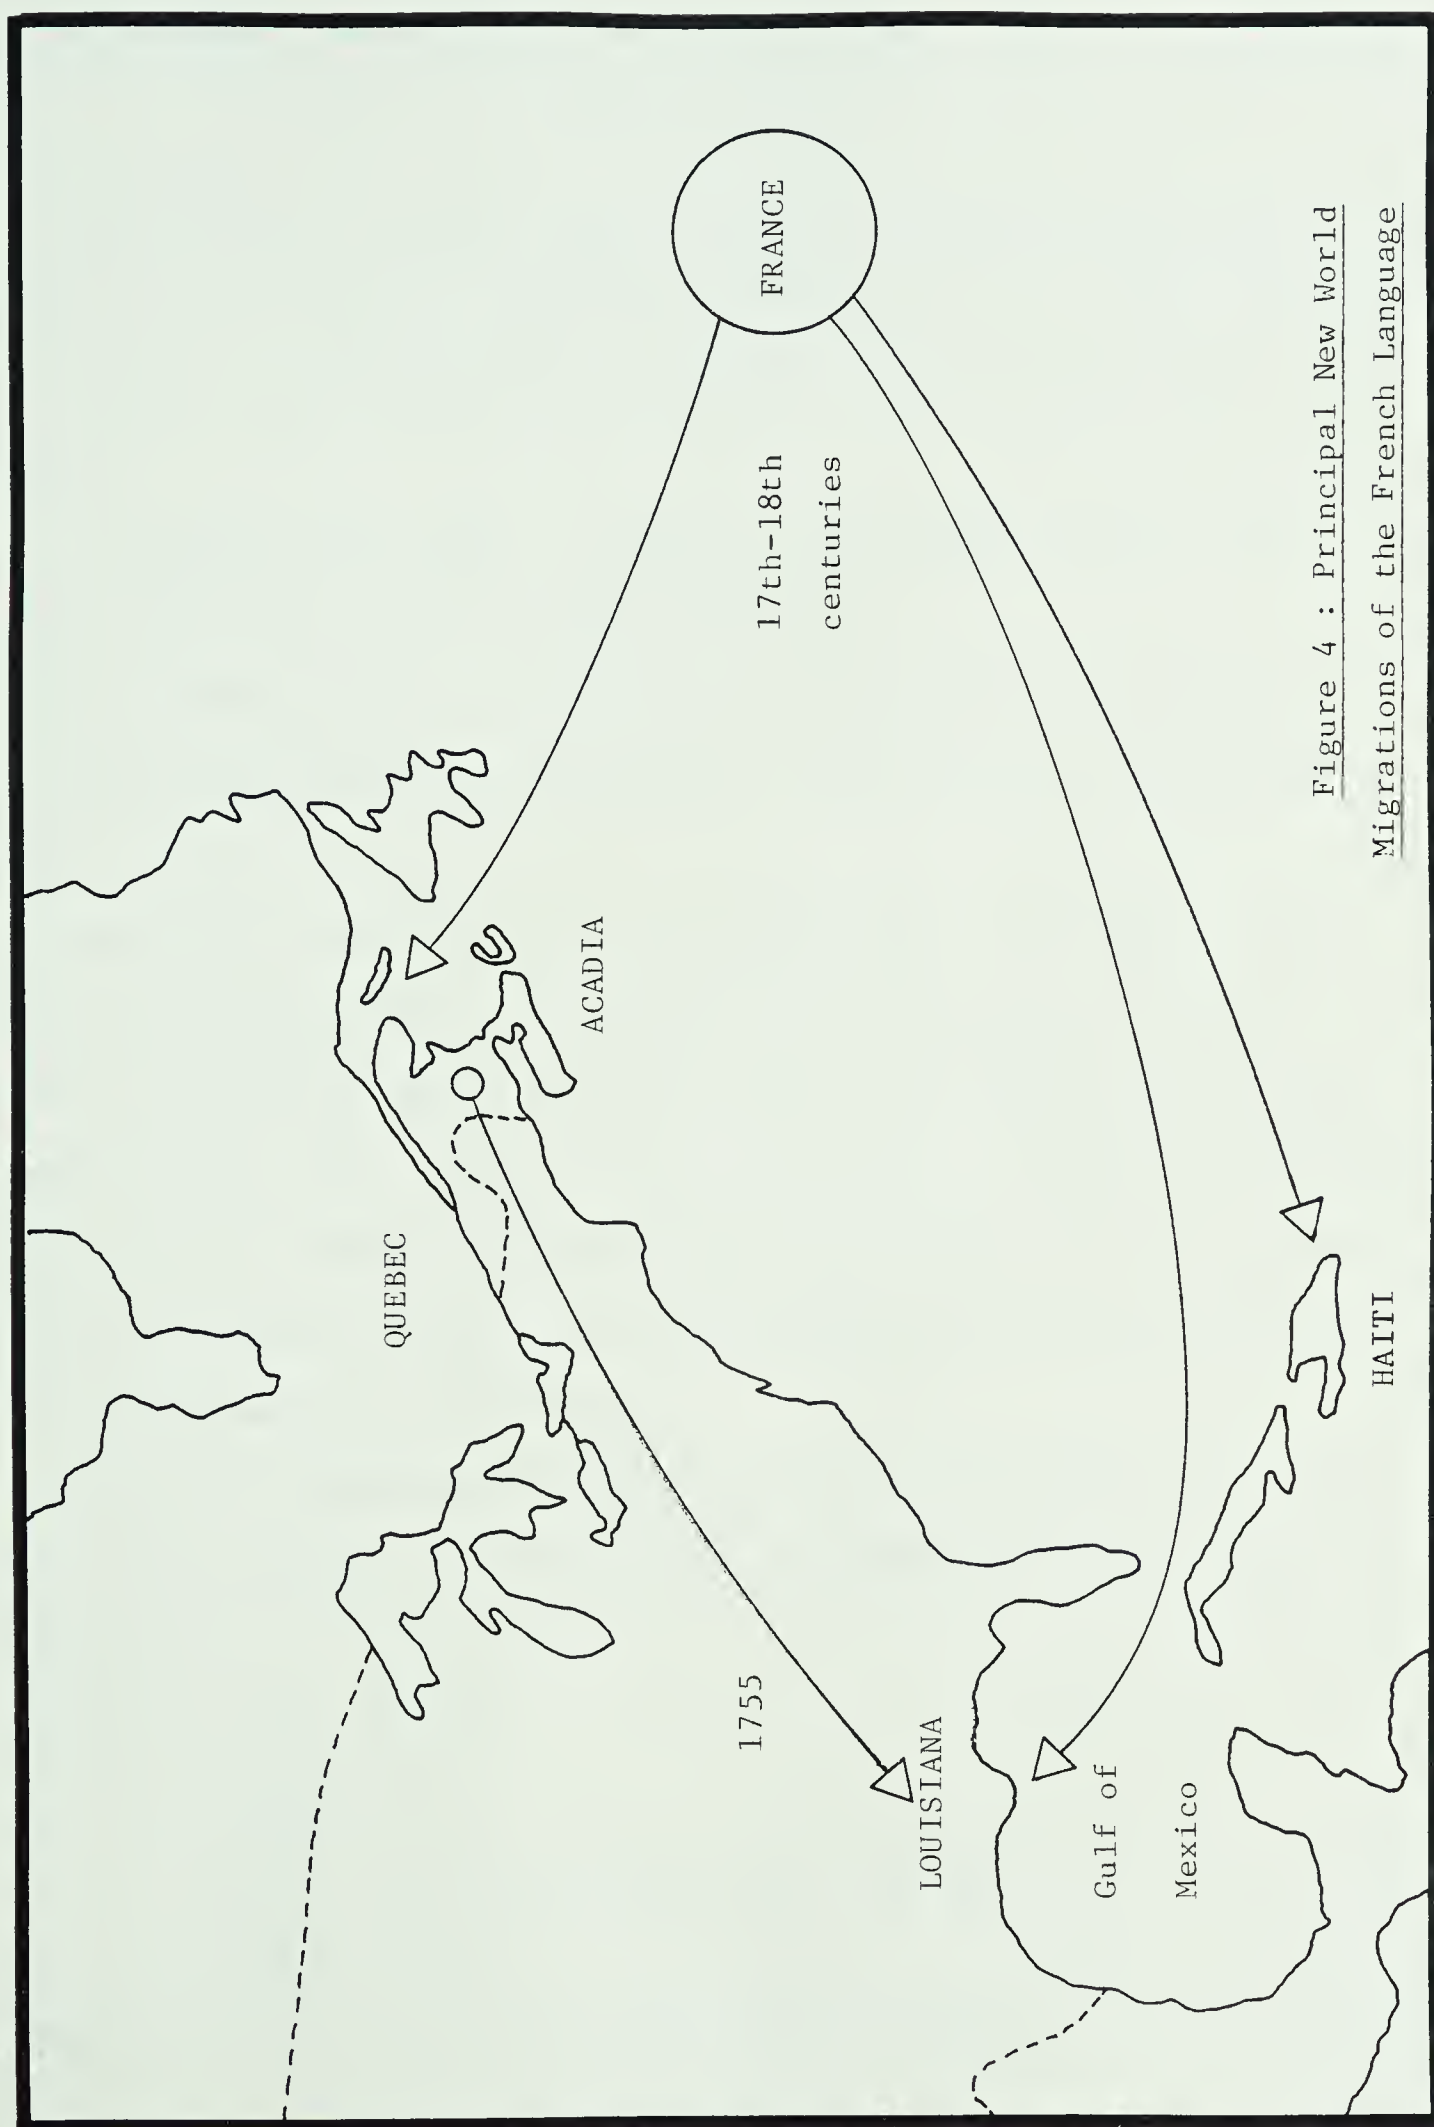 QUEBEC
ACADIA
FRANCE
17th-18th
centuries
1755
LOUISIANA
Gulf of
Mexico
HAITI
Figure 4 : Principal New World
Migrations of the French Language